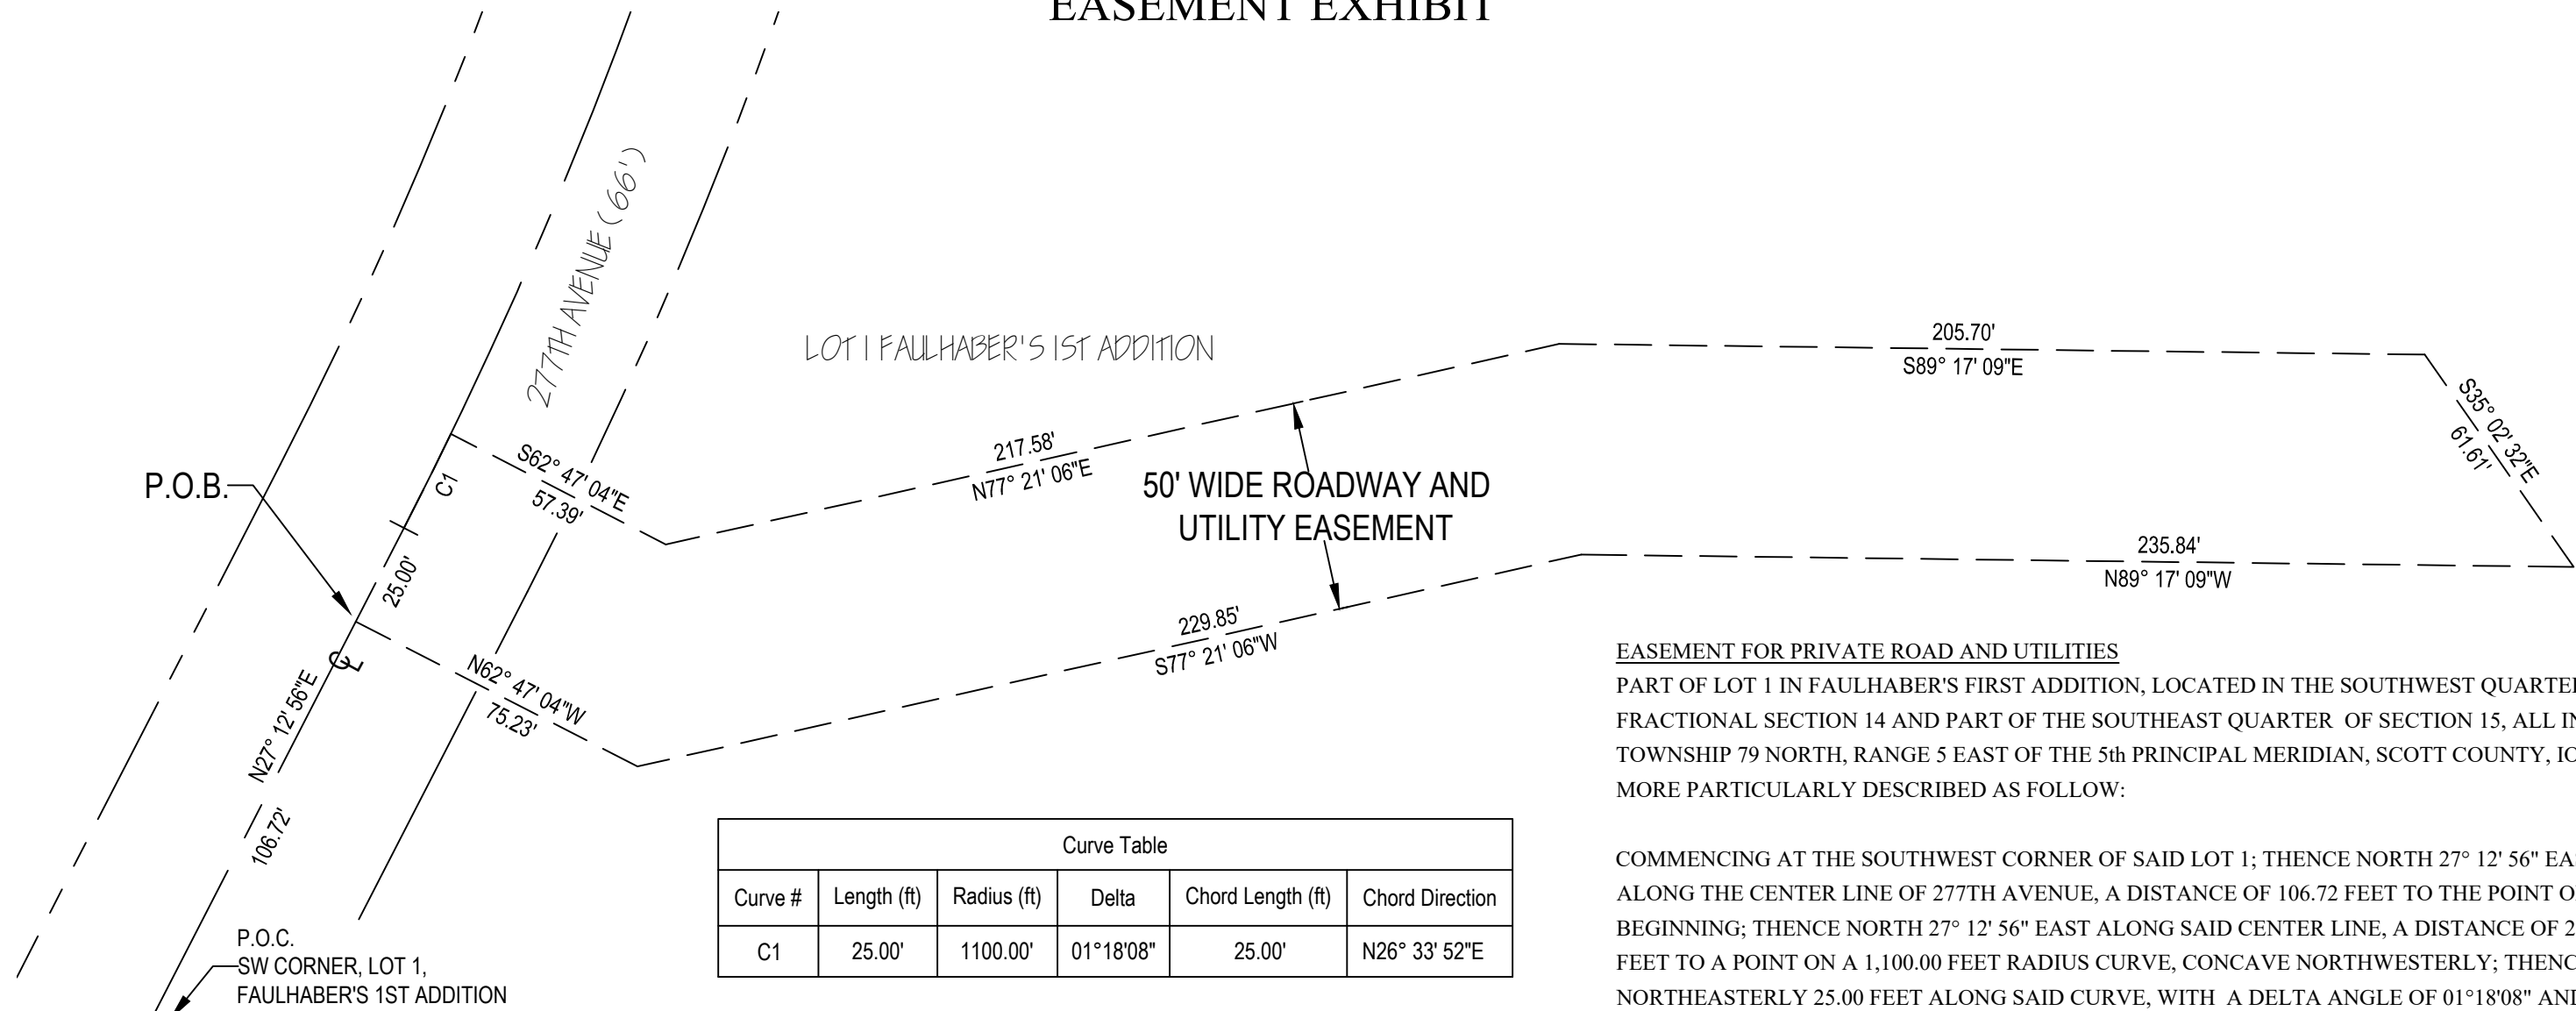 EASEMENT EXHIBIT
277TH AVENUE (66')
LOT 1 FAULHABER'S 1ST ADDITION
205.70'
S89° 17' 09"E
S35° 02' 32"E
61.61'
217.58'
N77° 21' 06"E
S62° 47' 04"E
57.39'
C1
P.O.B.
50' WIDE ROADWAY AND
UTILITY EASEMENT
25.00'
235.84'
N89° 17' 09"W
229.85'
S77° 21' 06"W
N62° 47' 04"W
75.23'
CL
N27° 12' 56"E
106.72'
P.O.C.
SW CORNER, LOT 1,
FAULHABER'S 1ST ADDITION
Curve Table
Curve # Length (ft) Radius (ft) Delta Chord Length (ft) Chord Direction
C1 25.00' 1100.00' 01°18'08" 25.00' N26° 33' 52"E
EASEMENT FOR PRIVATE ROAD AND UTILITIES
PART OF LOT 1 IN FAULHABER'S FIRST ADDITION, LOCATED IN THE SOUTHWEST QUARTE
FRACTIONAL SECTION 14 AND PART OF THE SOUTHEAST QUARTER OF SECTION 15, ALL IN
TOWNSHIP 79 NORTH, RANGE 5 EAST OF THE 5th PRINCIPAL MERIDIAN, SCOTT COUNTY,
MORE PARTICULARLY DESCRIBED AS FOLLOW:
COMMENCING AT THE SOUTHWEST CORNER OF SAID LOT 1; THENCE NORTH 27° 12' 56" EA
ALONG THE CENTER LINE OF 277TH AVENUE, A DISTANCE OF 106.72 FEET TO THE POINT O
BEGINNING; THENCE NORTH 27° 12' 56" EAST ALONG SAID CENTER LINE, A DISTANCE OF 2
FEET TO A POINT ON A 1,100.00 FEET RADIUS CURVE, CONCAVE NORTHWESTERLY; THENC
NORTHEASTERLY 25.00 FEET ALONG SAID CURVE, WITH A DELTA ANGLE OF 01°18'08" AN